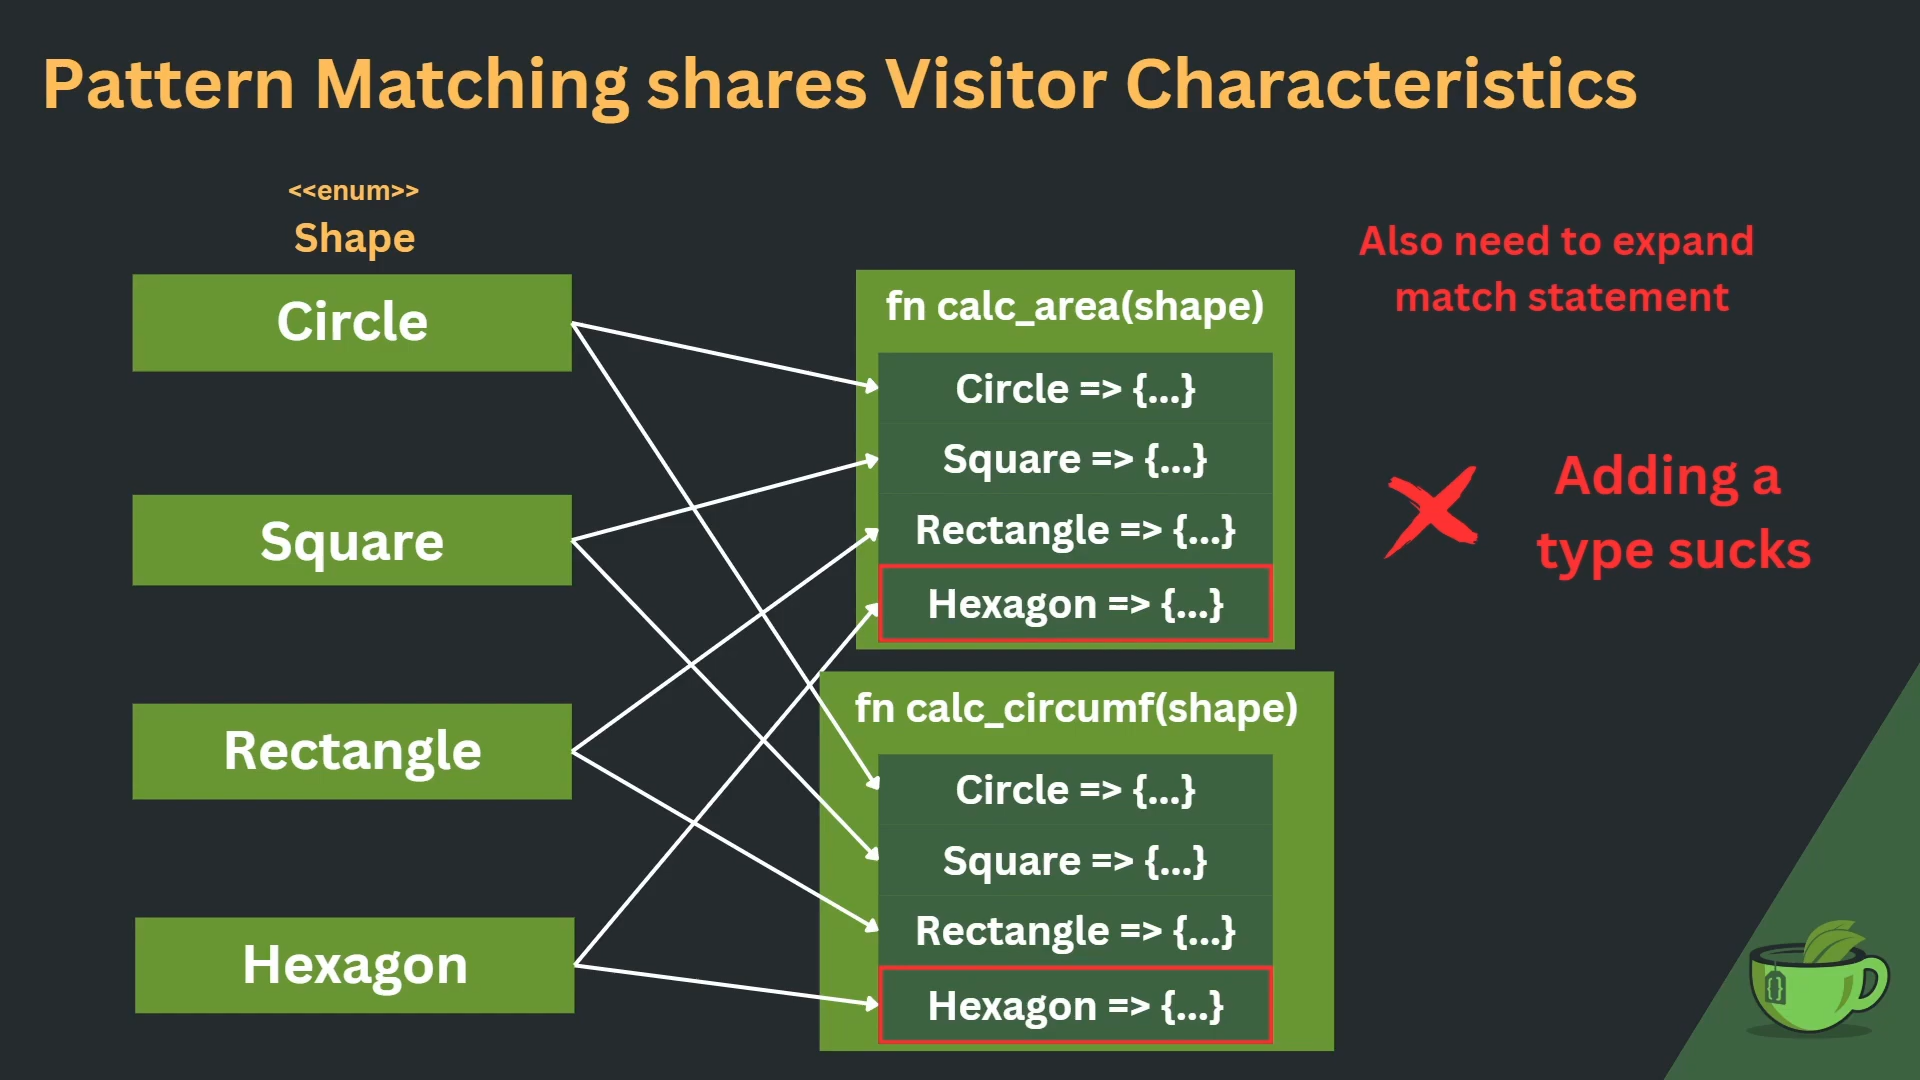 Pattern Matching shares Visitor Characteristics
<<enum>>
Shape
Circle
Square
Rectangle
Hexagon
fn calc_area(shape)
Circle => {...}
Square => {...}
Rectangle => {...}
Hexagon => {...}
fn calc_circumf(shape)
Circle => {...}
Square => {...}
Rectangle => {...}
Hexagon => {...}
Also need to expand
match statement
Adding a
type sucks
{}